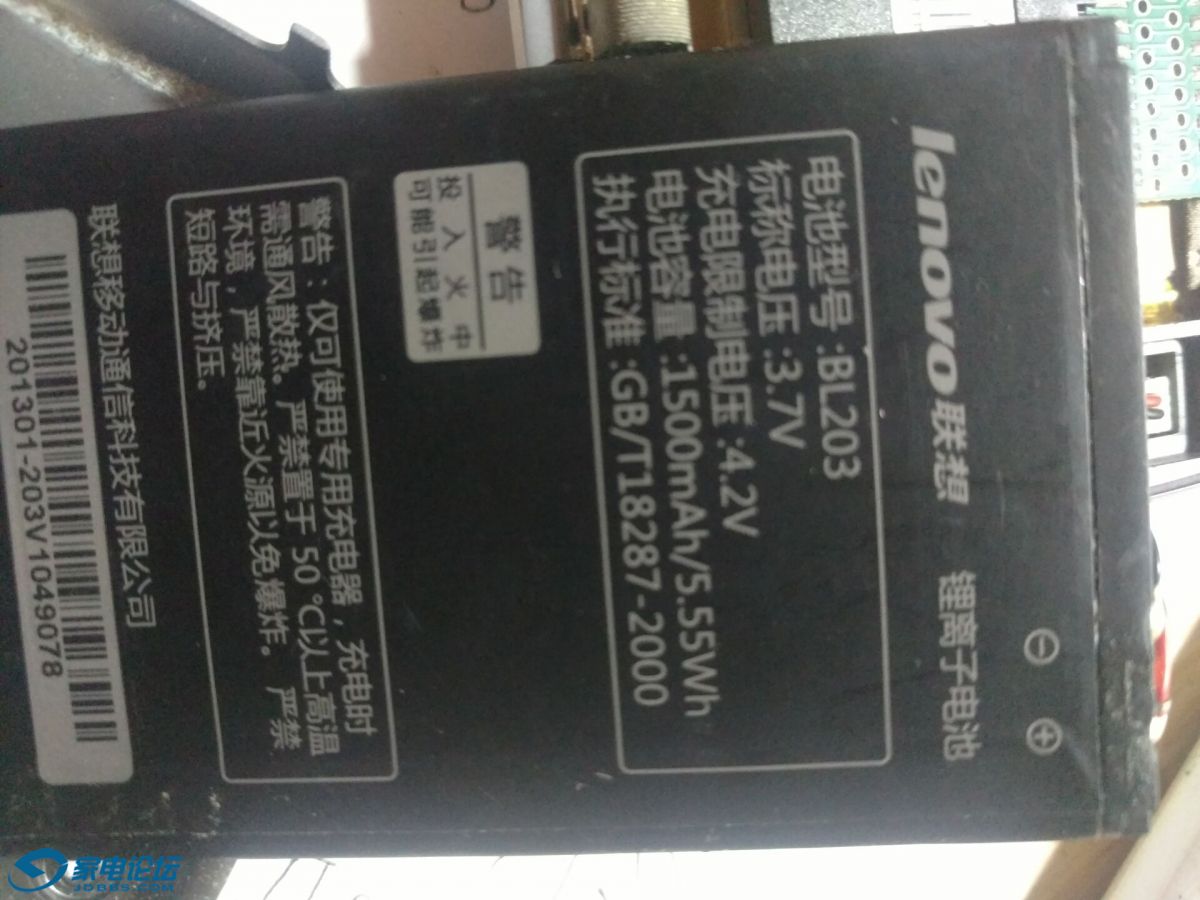 lenovo联想 锂离子电池
⊖ ⊕
电池型号:BL203
标称电压:3.7V
充电限制电压:4.2V
电池容量:1500mAh/5.55Wh
执行标准:GB/T18287-2000
警告
投入火中
可能引起爆炸
警告：仅可使用专用充电器，充电时
需通风散热。严禁置于 50℃以上高温
环境，严禁靠近火源以免爆炸。 严禁
短路与挤压。
联想移动通信科技有限公司
201301-203V1049078
家电论坛
JDBBS.COM